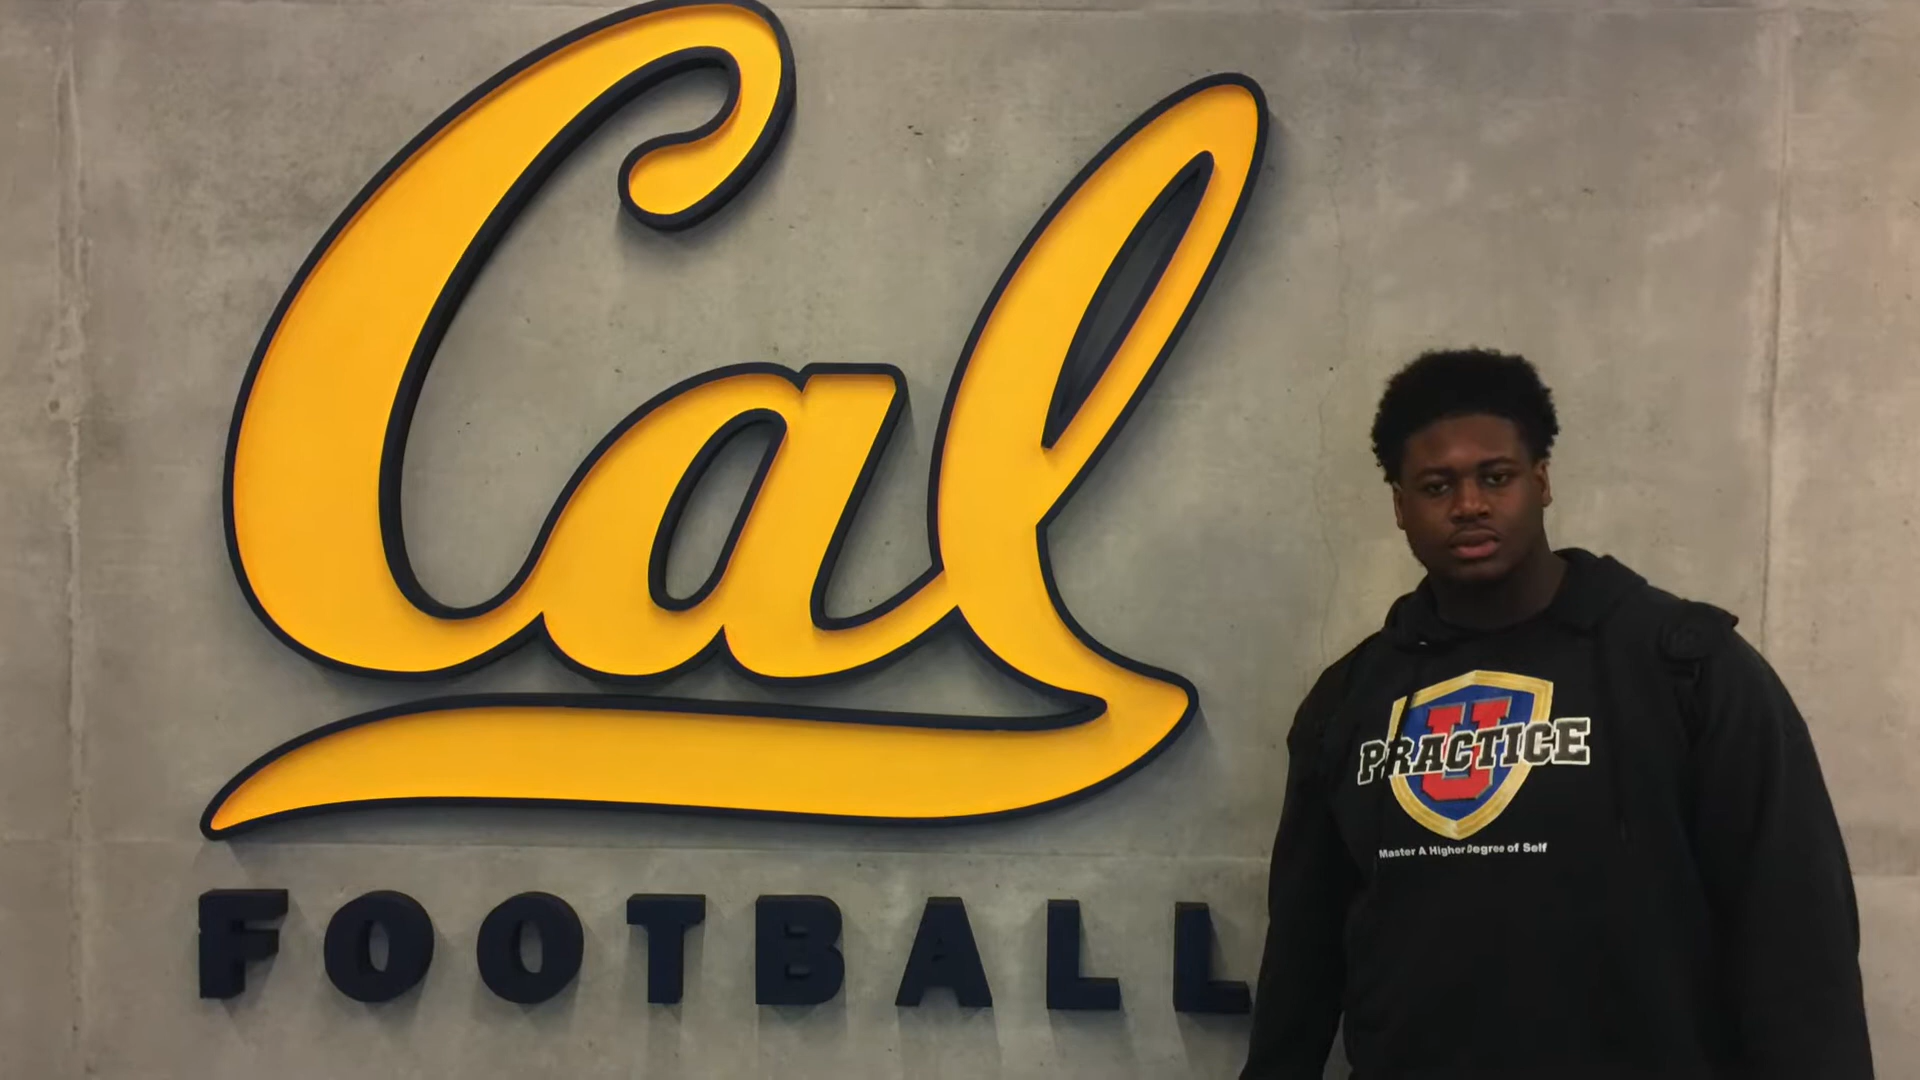 Cal
FOOTBALL
U
PRACTICE
Master A Higher Degree of Self